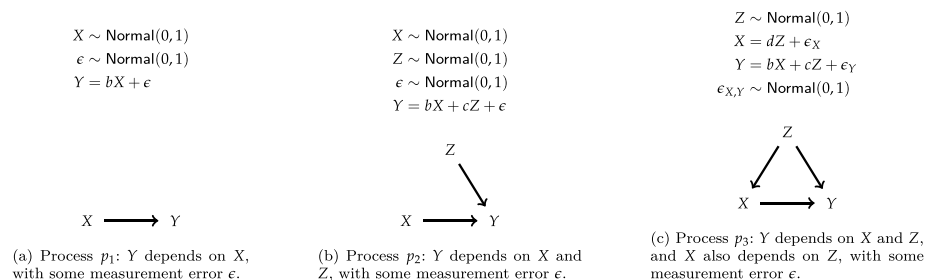 X ∼ Normal(0, 1)
ϵ ∼ Normal(0, 1)
Y = bX + ϵ
X → Y
(a) Process p₁: Y depends on X,
with some measurement error ϵ.
X ∼ Normal(0, 1)
Z ∼ Normal(0, 1)
ϵ ∼ Normal(0, 1)
Y = bX + cZ + ϵ
Z
X → Y
(b) Process p₂: Y depends on X and
Z, with some measurement error ϵ.
Z ∼ Normal(0, 1)
X = dZ + ϵ_X
Y = bX + cZ + ϵ_Y
ϵ_X,Y ∼ Normal(0, 1)
Z
X → Y
(c) Process p₃: Y depends on X and Z,
and X also depends on Z, with some
measurement error ϵ.